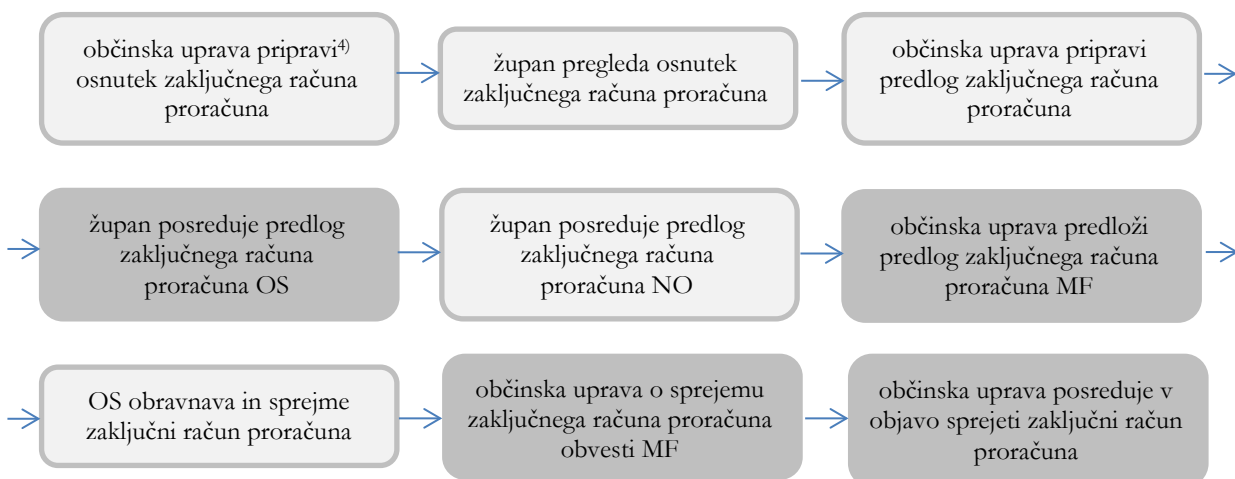 občinska uprava pripravi⁴⁾
osnutek zaključnega računa
proračuna
župan pregleda osnutek
zaključnega računa proračuna
občinska uprava pripravi
predlog zaključnega računa
proračuna
župan posreduje predlog
zaključnega računa
proračuna OS
župan posreduje predlog
zaključnega računa
proračuna NO
občinska uprava predloži
predlog zaključnega računa
proračuna MF
OS obravnava in sprejme
zaključni račun proračuna
občinska uprava o sprejemu
zaključnega računa proračuna
obvesti MF
občinska uprava posreduje v
objavo sprejeti zaključni račun
proračuna